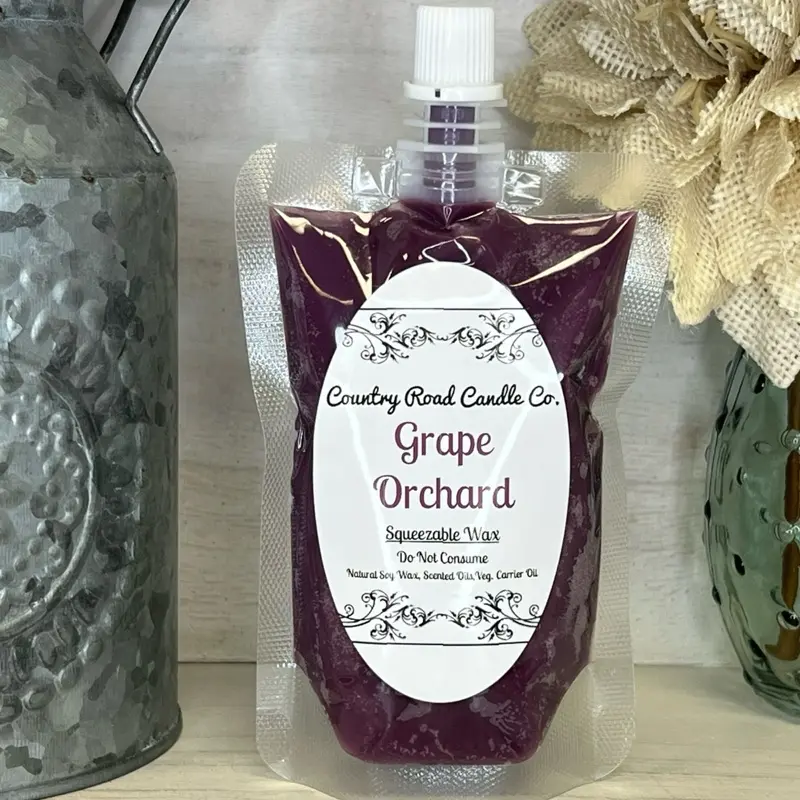 Country Road Candle Co.
Grape
Orchard
Squeezable Wax
Do Not Consume
Natural Soy Wax, Scented Oils,Veg. Carrier Oil